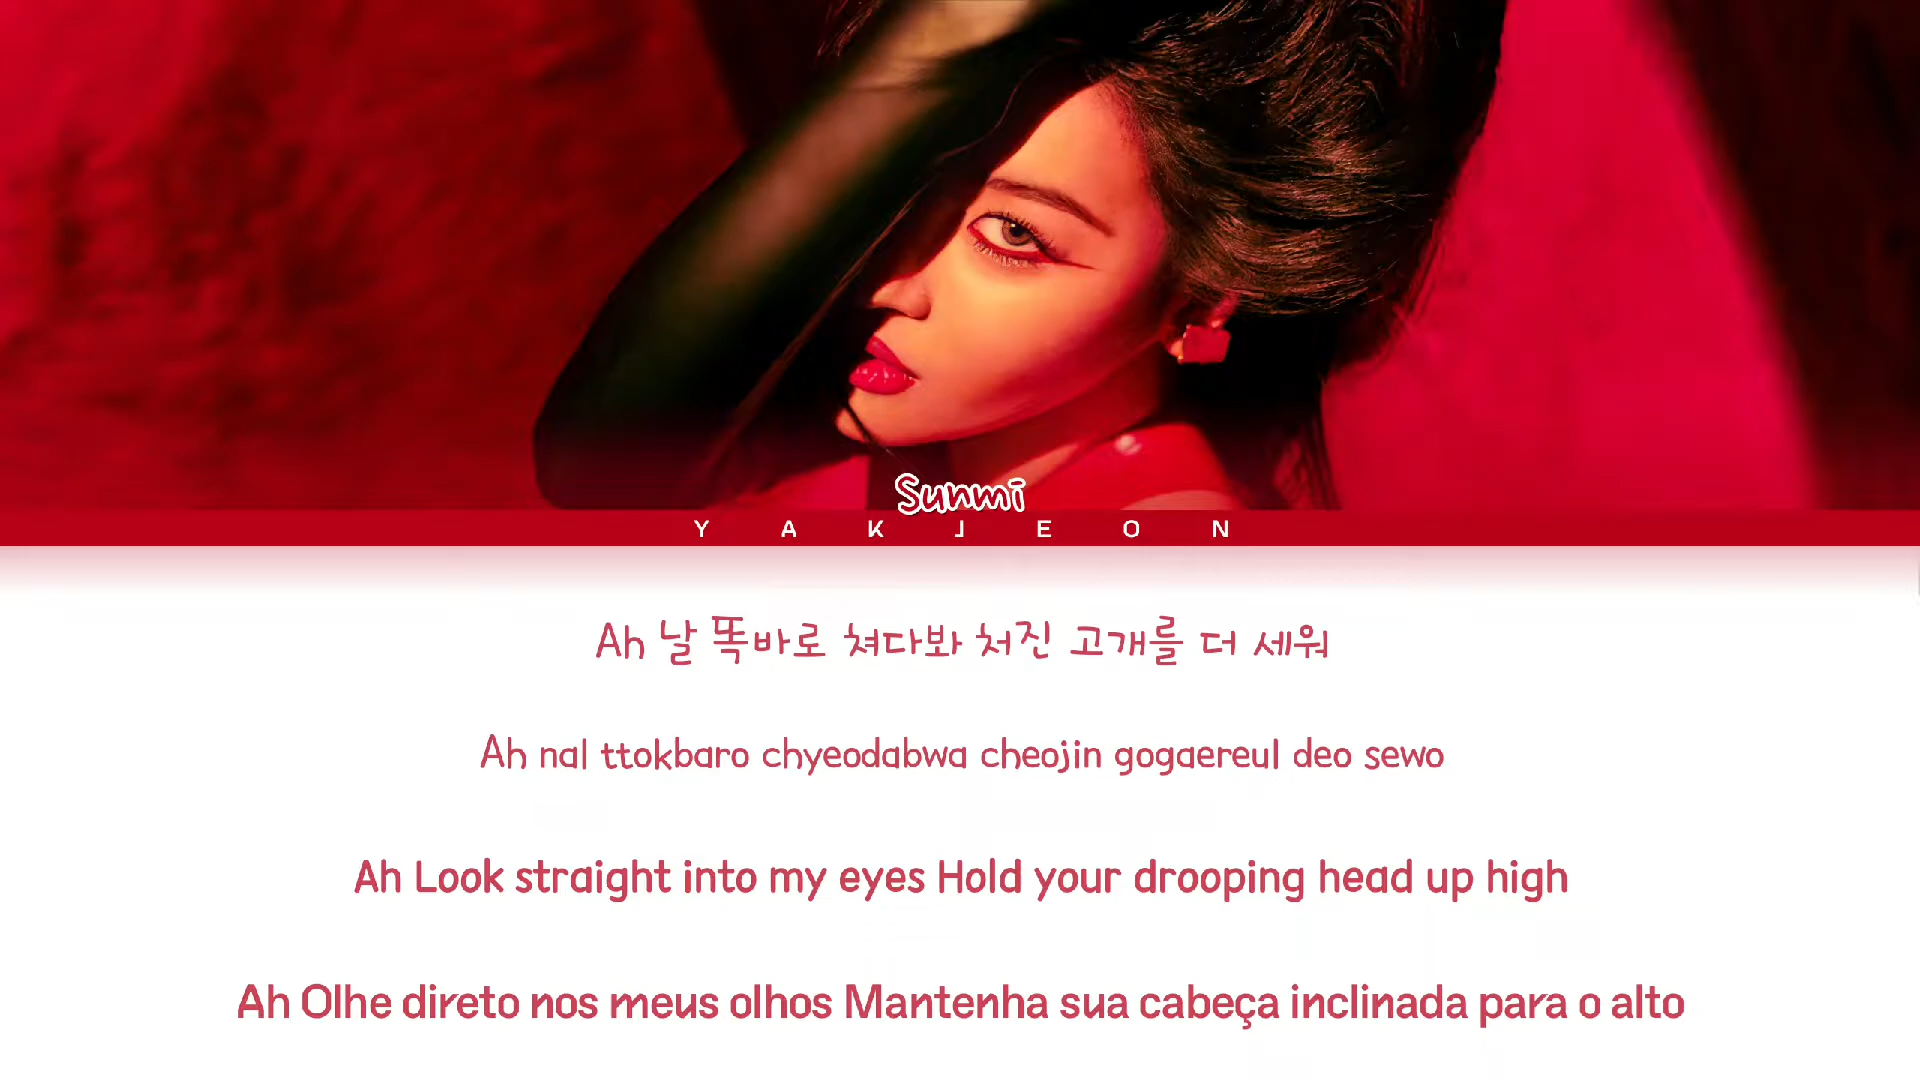 Sunmi
YAKJEON
Ah 날 똑바로 쳐다봐 처진 고개를 더 세워
Ah nal ttokbaro chyeodabwa cheojin gogaereul deo sewo
Ah Look straight into my eyes Hold your drooping head up high
Ah Olhe direto nos meus olhos Mantenha sua cabeça inclinada para o alto